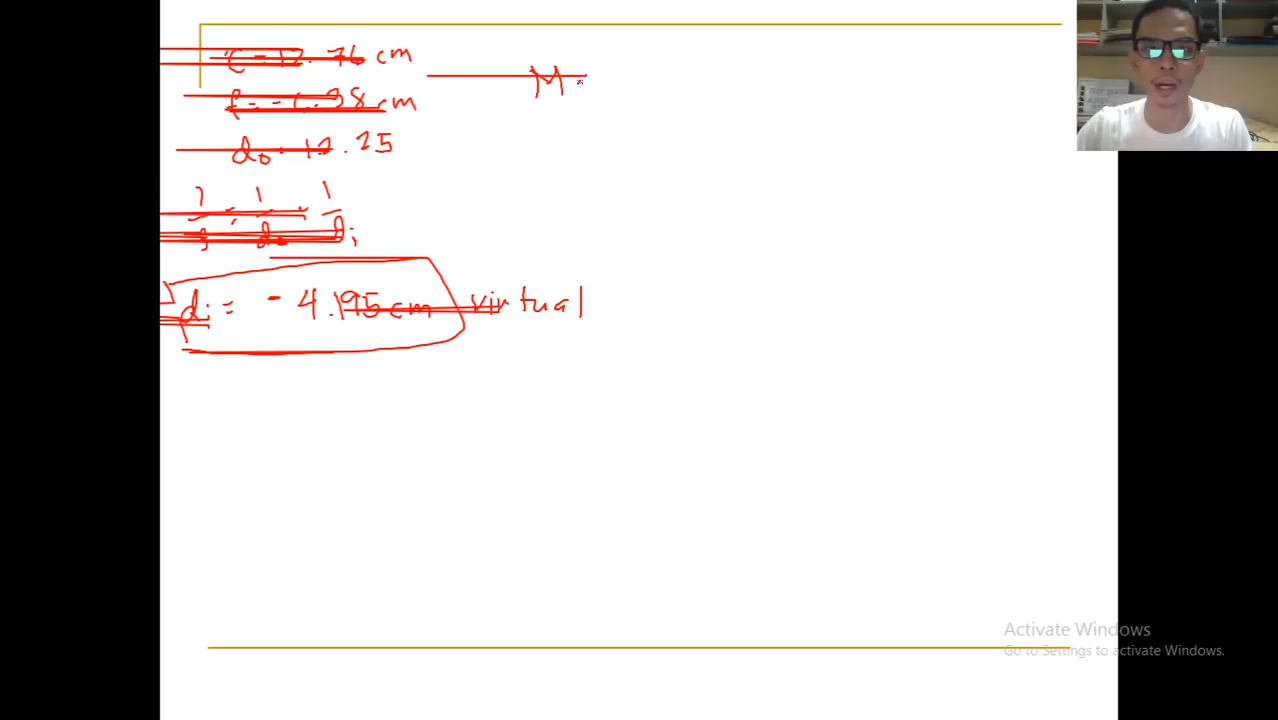 C = 12.76 cm
M
f = - 6.38 cm
do = 12.25
1/f = 1/do + 1/di
di = - 4.195 cm virtual
Activate Windows
Go to Settings to activate Windows.